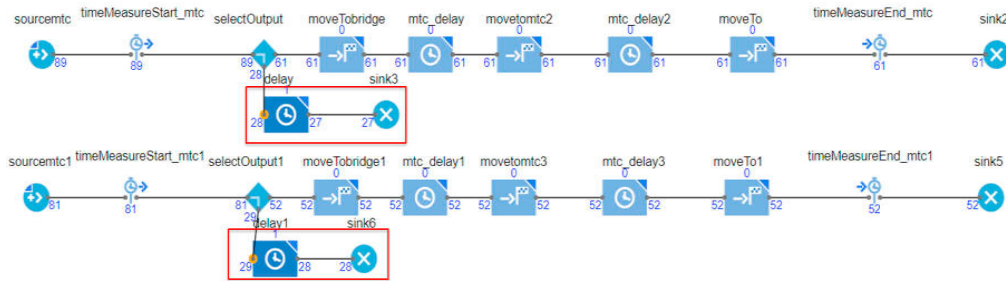 sourcemtc timeMeasureStart_mtc selectOutput moveTobridge mtc_delay movetomtc2 mtc_delay2 moveTo timeMeasureEnd_mtc sink2
0 0 0 0 0
89 89 89 61 61 61 61 61 61 61 61 61 61 61 61 61
28 delay sink3
1
28 27 27
sourcemtc1 timeMeasureStart_mtc1 selectOutput1 moveTobridge1 mtc_delay1 movetomtc3 mtc_delay3 moveTo1 timeMeasureEnd_mtc1 sink5
0 0 0 0 0
81 81 81 52 52 52 52 52 52 52 52 52 52 52 52 52
29 delay1 sink6
1
29 28 28